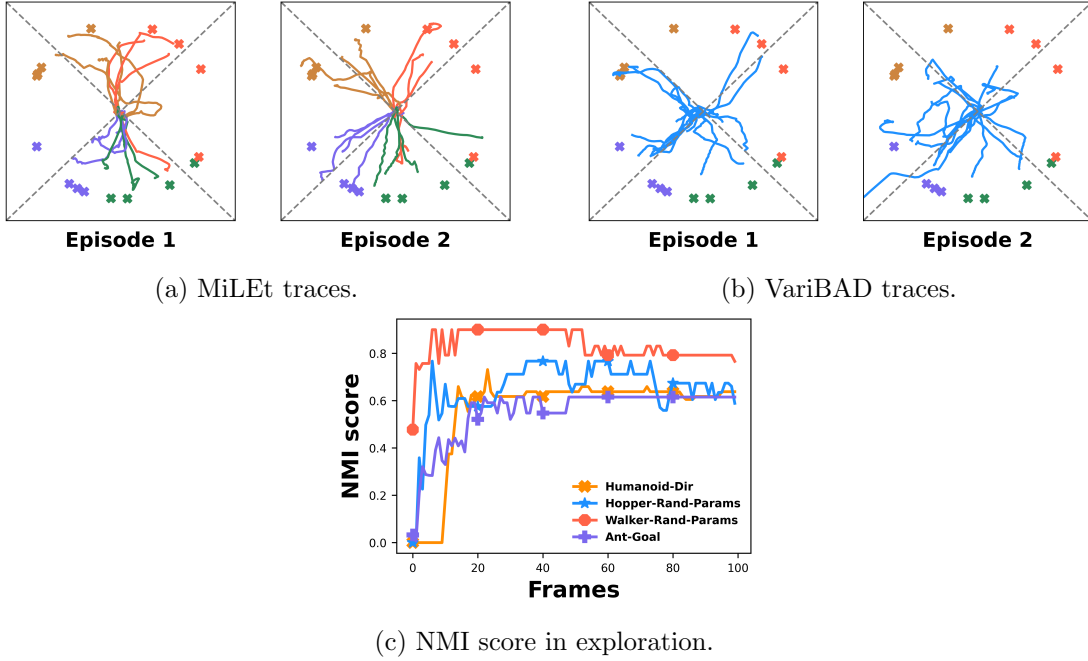 Episode 1
Episode 2
Episode 1
Episode 2
(a) MiLEt traces.
(b) VariBAD traces.
NMI score
0.8
0.6
0.4
0.2
0.0
Humanoid-Dir
Hopper-Rand-Params
Walker-Rand-Params
Ant-Goal
0 20 40 60 80 100
Frames
(c) NMI score in exploration.